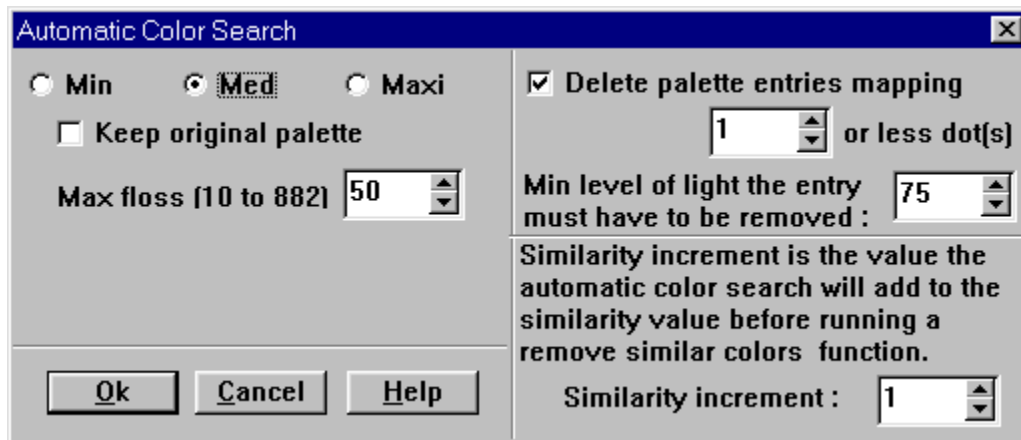 Automatic Color Search
Min Med Maxi
Keep original palette
Max floss (10 to 882) 50
Ok Cancel Help
Delete palette entries mapping
1 or less dot(s)
Min level of light the entry
must have to be removed : 75
Similarity increment is the value the
automatic color search will add to the
similarity value before running a
remove similar colors function.
Similarity increment : 1